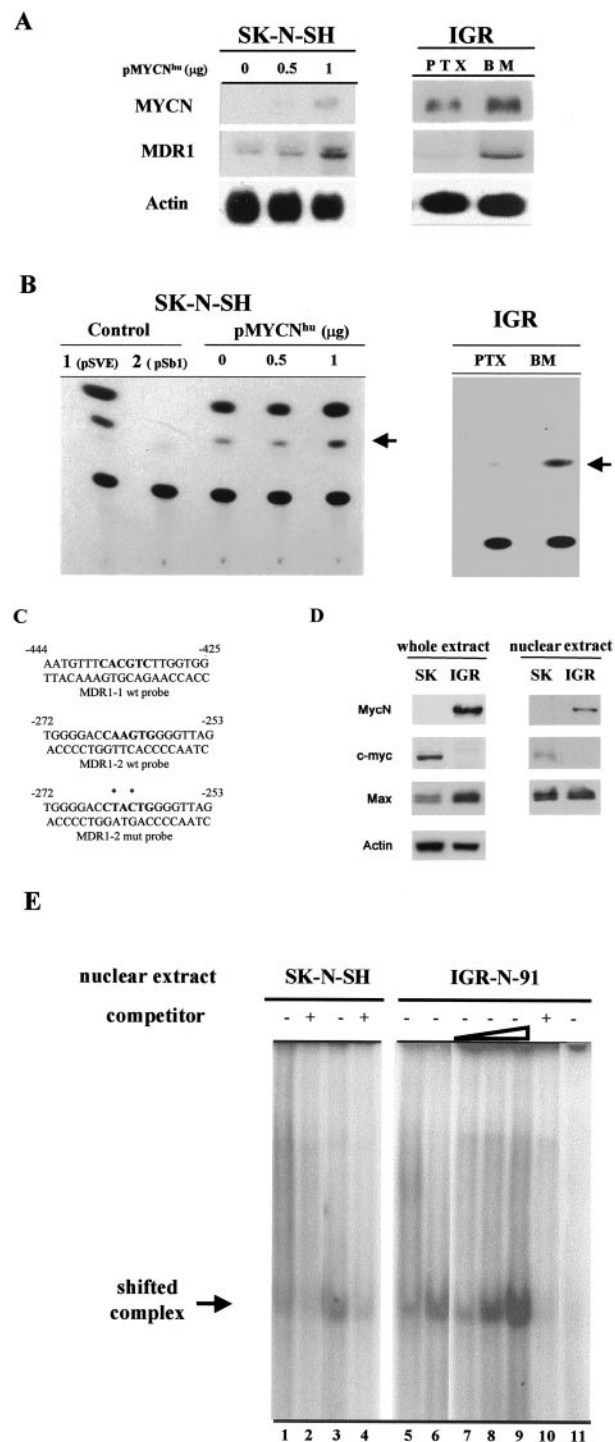 A
SK-N-SH
IGR
pMYCNhu (µg)
0 0.5 1
PTX BM
MYCN
MDR1
Actin
B
SK-N-SH
Control
pMYCNhu (µg)
1 (pSVE) 2 (pSb1) 0 0.5 1
IGR
PTX BM
C
-444 -425
AATGTTTCACGTCTTGGTGG
TTACAAAGTGCAGAACCACC
MDR1-1 wt probe
-272 -253
TGGGGACCCAAGTGGGGTTAG
ACCCCTGGTTCACCCCAATC
MDR1-2 wt probe
* *
-272 -253
TGGGGACCTACTGGGGTTAG
ACCCCTGGATGACCCCAATC
MDR1-2 mut probe
D
whole extract nuclear extract
SK IGR SK IGR
MycN
c-myc
Max
Actin
E
nuclear extract
SK-N-SH IGR-N-91
competitor
- + - + - - - - - + -
shifted
complex
1 2 3 4 5 6 7 8 9 10 11